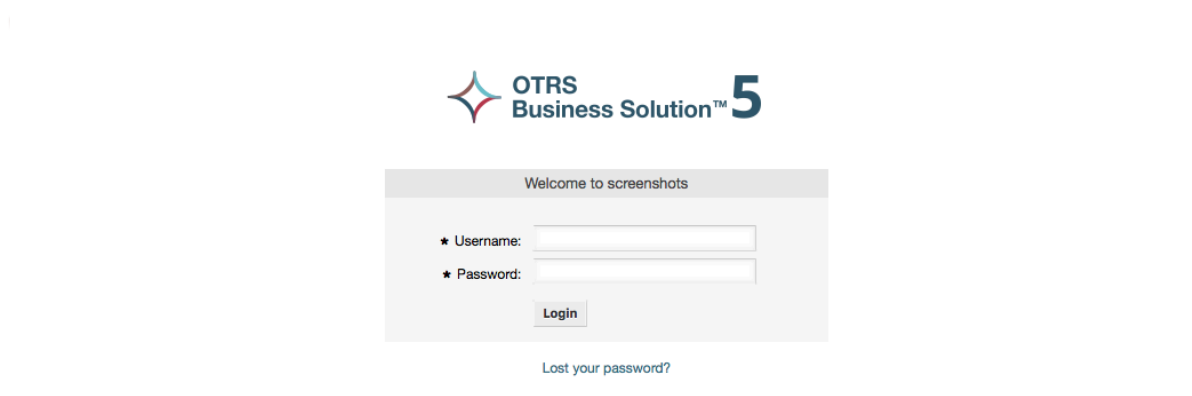 OTRS
Business Solution™ 5
Welcome to screenshots
* Username:
* Password:
Login
Lost your password?